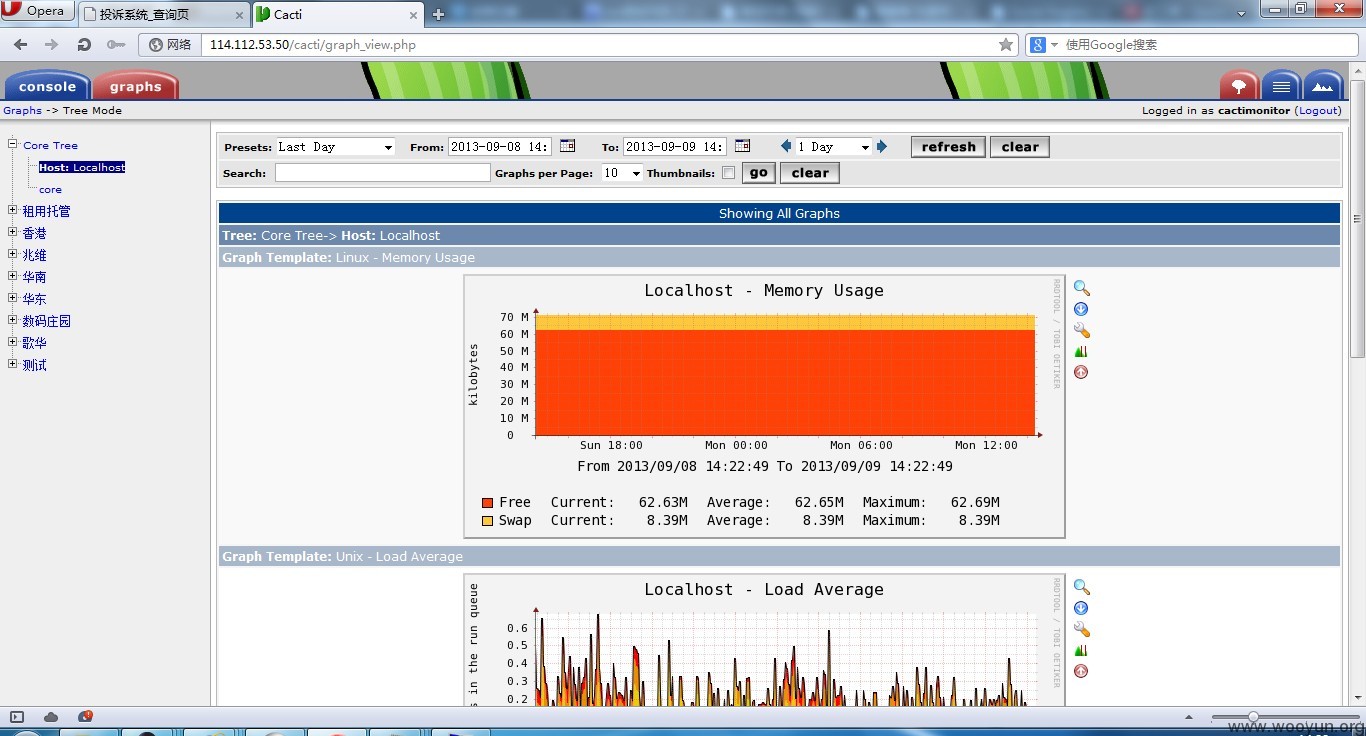 Opera
投诉系统_查询页
Cacti
网络
114.112.53.50/cacti/graph_view.php
使用Google搜索
console
graphs
Graphs -> Tree Mode
Logged in as cactimonitor (Logout)
Core Tree
Host: Localhost
core
租用托管
香港
兆维
华南
华东
数码庄园
歌华
测试
Presets: Last Day From: 2013-09-08 14: To: 2013-09-09 14: 1 Day refresh clear
Search: Graphs per Page: 10 Thumbnails: go clear
Showing All Graphs
Tree: Core Tree-> Host: Localhost
Graph Template: Linux - Memory Usage
Localhost - Memory Usage
RRDTOOL / TOBI OETIKER
kilobytes
70 M
60 M
50 M
40 M
30 M
20 M
10 M
0
Sun 18:00 Mon 00:00 Mon 06:00 Mon 12:00
From 2013/09/08 14:22:49 To 2013/09/09 14:22:49
Free Current: 62.63M Average: 62.65M Maximum: 62.69M
Swap Current: 8.39M Average: 8.39M Maximum: 8.39M
Graph Template: Unix - Load Average
Localhost - Load Average
RRDTOOL / TOBI OETIKER
s in the run queue
0.6
0.5
0.4
0.3
0.2
www.wooyun.org